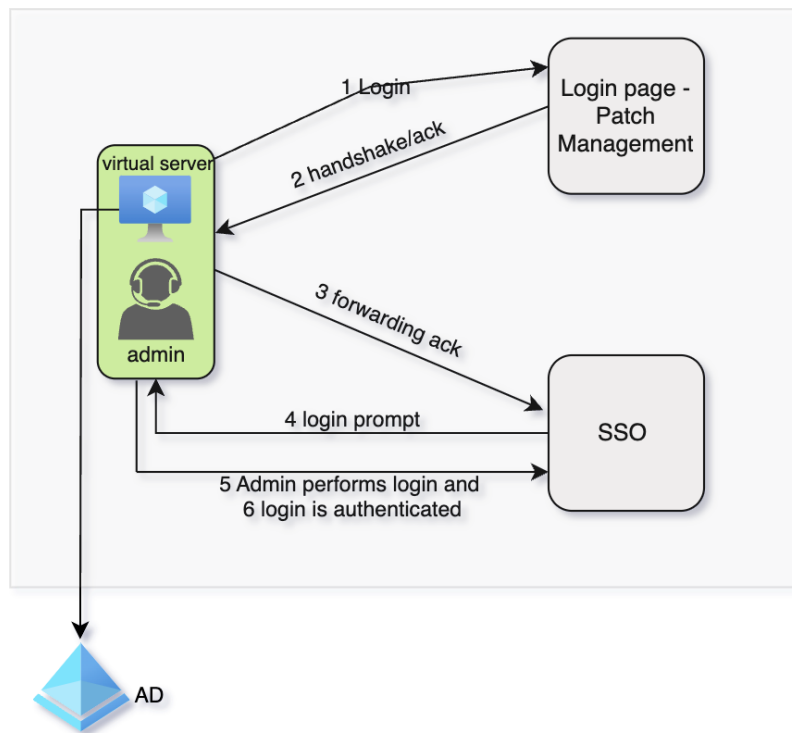 1 Login
Login page -
Patch
Management
2 handshake/ack
virtual server
admin
3 forwarding ack
SSO
4 login prompt
5 Admin performs login and
6 login is authenticated
AD